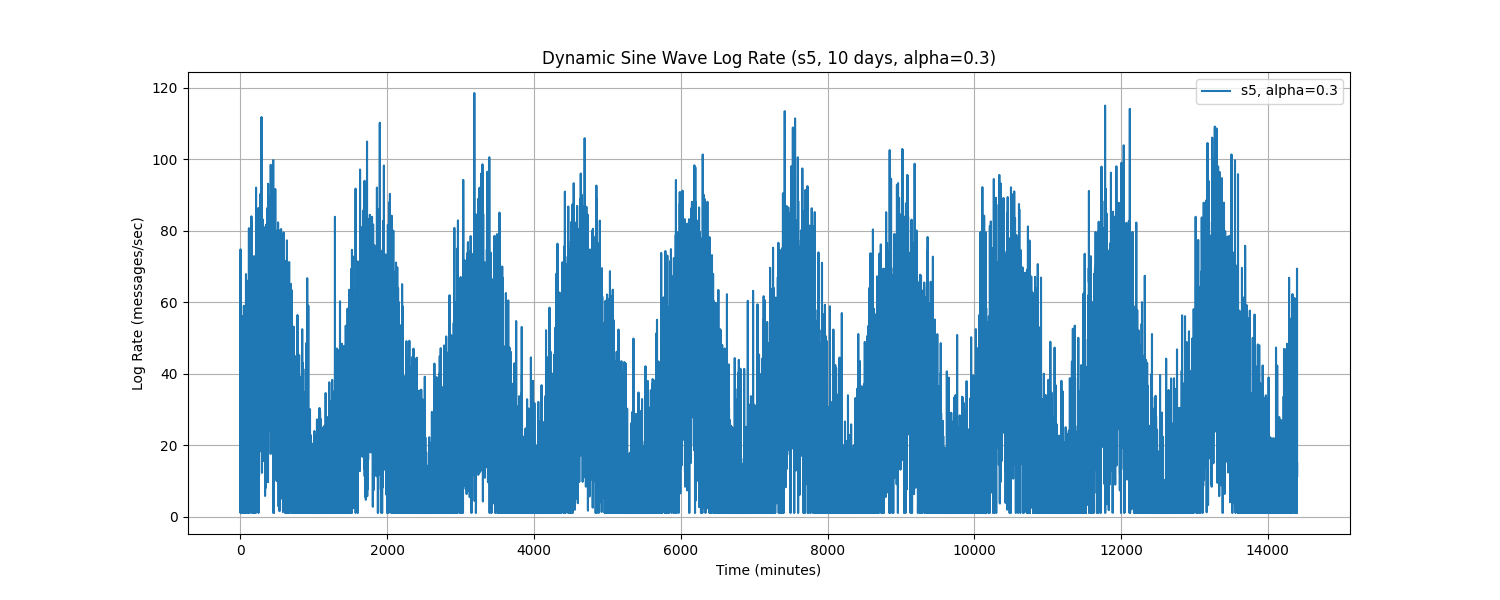 Dynamic Sine Wave Log Rate (s5, 10 days, alpha=0.3)
s5, alpha=0.3
Log Rate (messages/sec)
120
100
80
60
40
20
0
0 2000 4000 6000 8000 10000 12000 14000
Time (minutes)